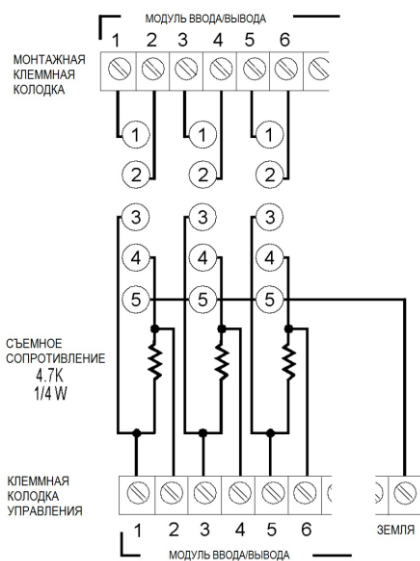 МОДУЛЬ ВВОДА/ВЫВОДА
1 2 3 4 5 6
МОНТАЖНАЯ
КЛЕММНАЯ
КОЛОДКА
1 1 1
2 2 2
3 3 3
4 4 4
5 5 5
СЪЕМНОЕ
СОПРОТИВЛЕНИЕ
4.7K
1/4 W
КЛЕММНАЯ
КОЛОДКА
УПРАВЛЕНИЯ
1 2 3 4 5 6 ЗЕМЛЯ
МОДУЛЬ ВВОДА/ВЫВОДА